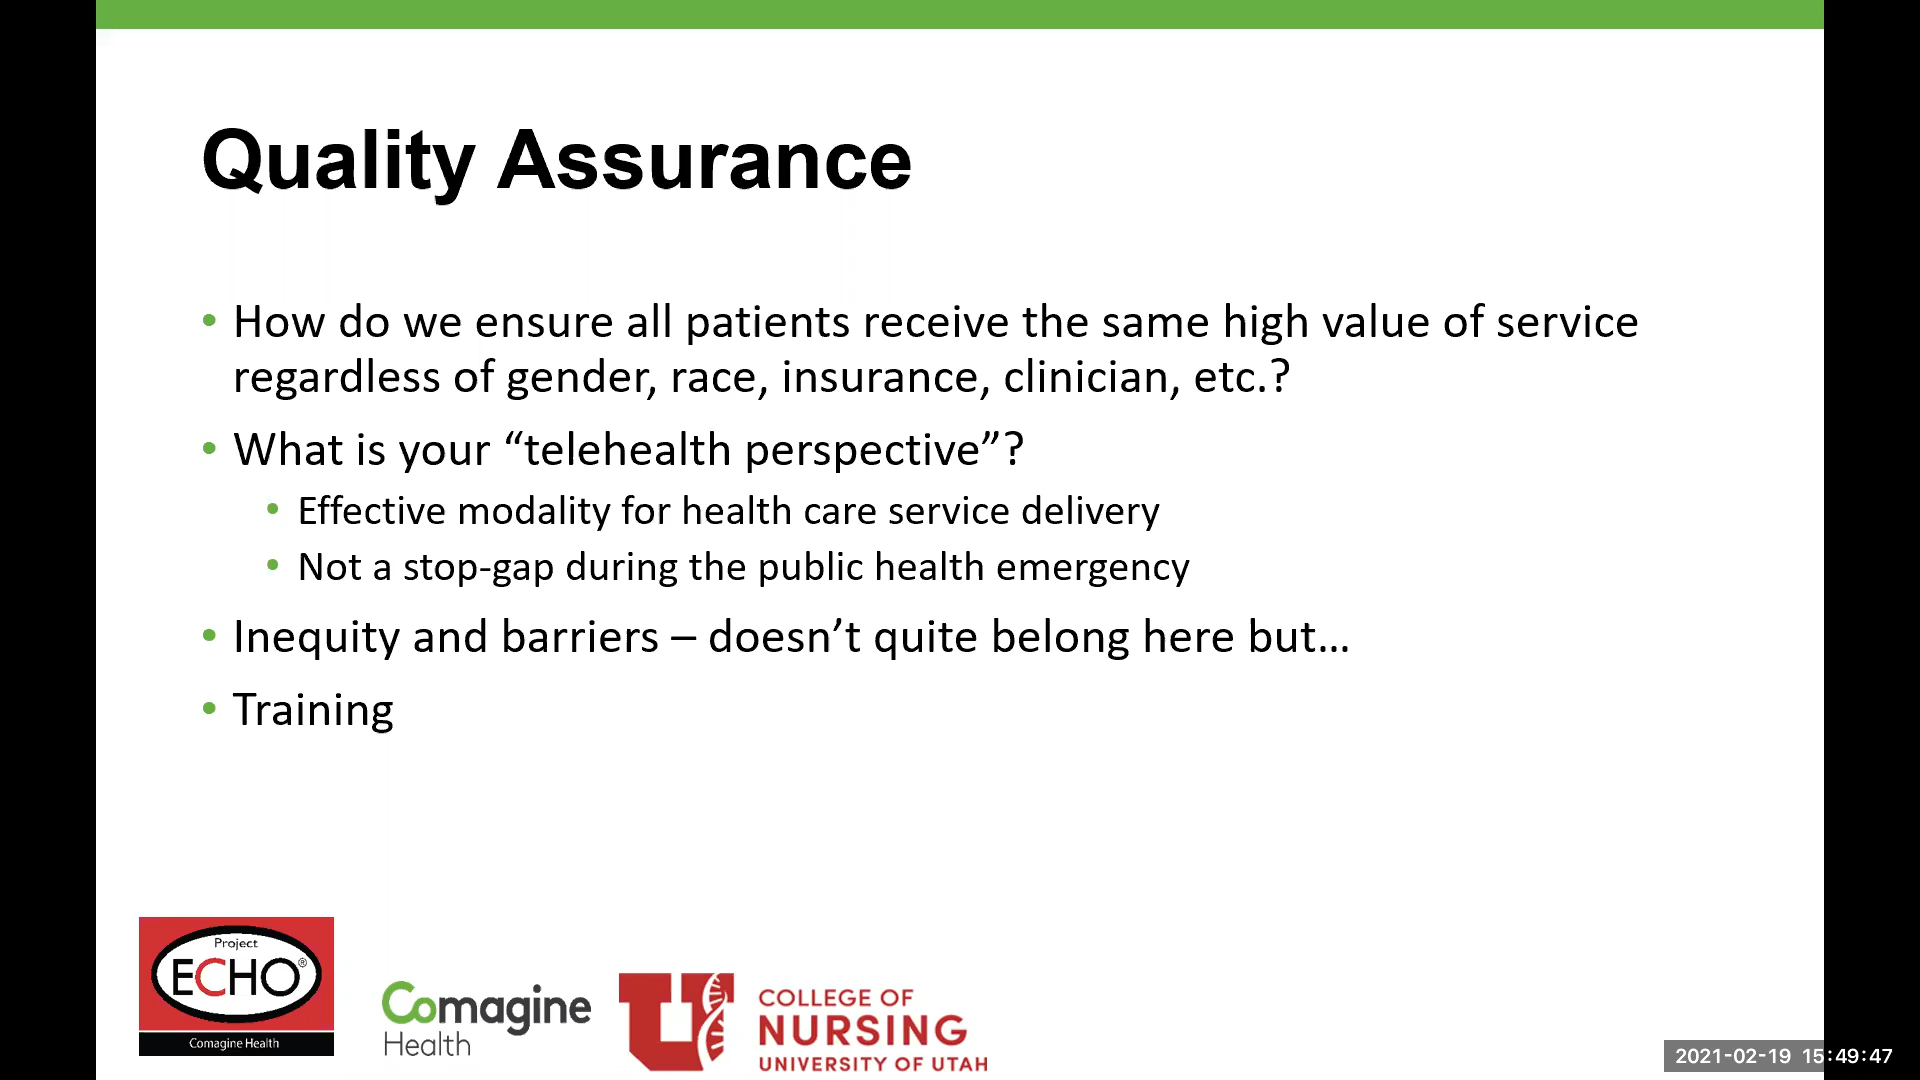 Quality Assurance
• How do we ensure all patients receive the same high value of service
regardless of gender, race, insurance, clinician, etc.?
• What is your “telehealth perspective”?
• Effective modality for health care service delivery
• Not a stop-gap during the public health emergency
• Inequity and barriers – doesn’t quite belong here but...
• Training
Project
ECHO®
Comagine Health
Comagine
Health
U
COLLEGE OF
NURSING
UNIVERSITY OF UTAH
2021-02-19 15:49:47